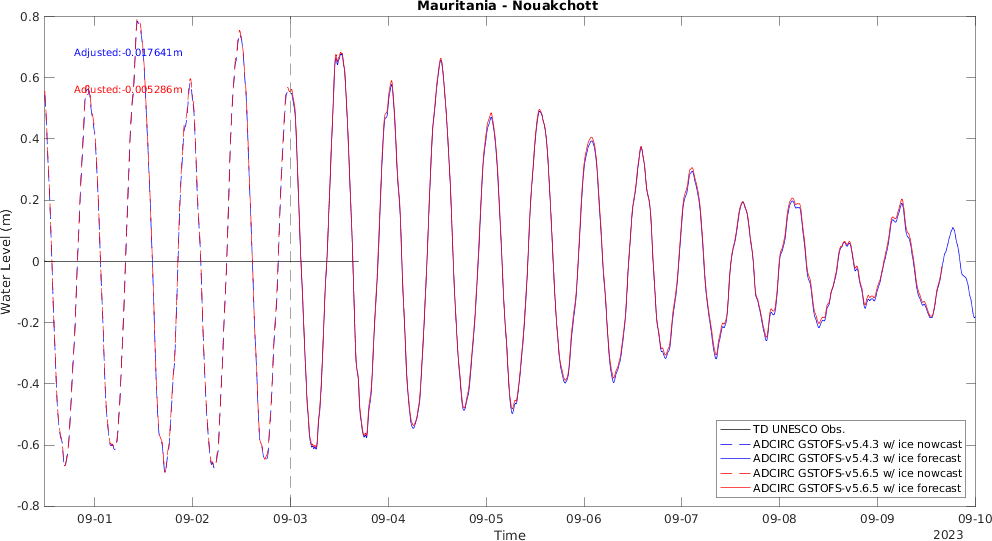 Mauritania - Nouakchott
0.8
Adjusted:-0.017641m
0.6
Adjusted:-0.005286m
0.4
0.2
0
-0.2
-0.4
-0.6
-0.8
Water Level (m)
TD UNESCO Obs.
ADCIRC GSTOFS-v5.4.3 w/ ice nowcast
ADCIRC GSTOFS-v5.4.3 w/ ice forecast
ADCIRC GSTOFS-v5.6.5 w/ ice nowcast
ADCIRC GSTOFS-v5.6.5 w/ ice forecast
09-01 09-02 09-03 09-04 09-05 09-06 09-07 09-08 09-09 09-10
Time
2023